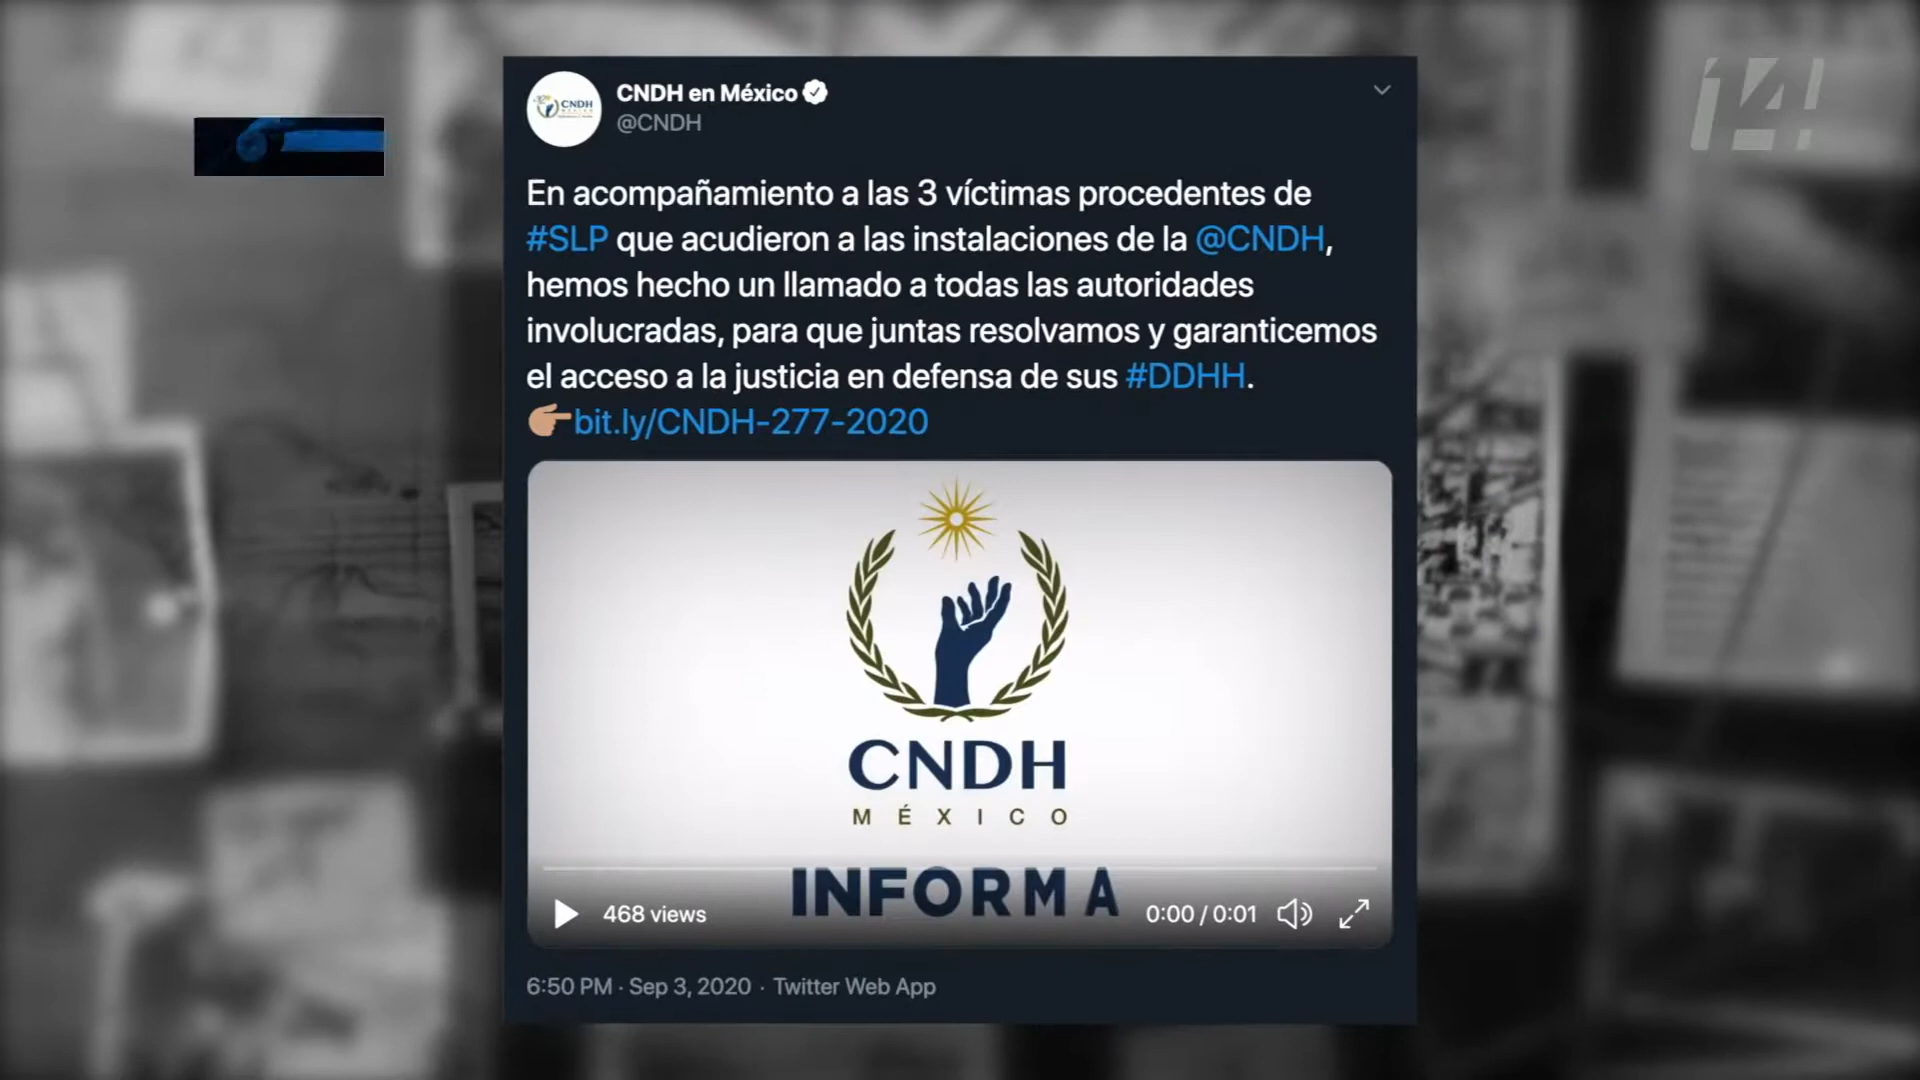 14!
CNDH
CNDH en México
@CNDH
En acompañamiento a las 3 víctimas procedentes de
#SLP que acudieron a las instalaciones de la @CNDH,
hemos hecho un llamado a todas las autoridades
involucradas, para que juntas resolvamos y garanticemos
el acceso a la justicia en defensa de sus #DDHH.
👉🏽bit.ly/CNDH-277-2020
CNDH
MÉXICO
INFORMA
468 views
0:00 / 0:01
6:50 PM · Sep 3, 2020 · Twitter Web App